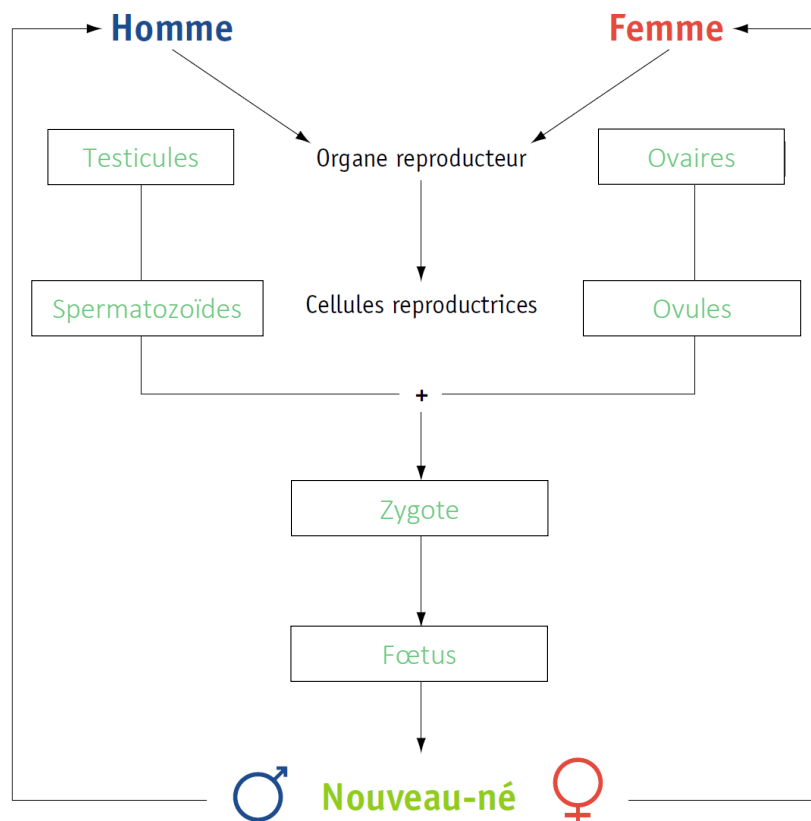 Homme Femme
Testicules Organe reproducteur Ovaires
Spermatozoïdes Cellules reproductrices Ovules
+
Zygote
Fœtus
Nouveau-né